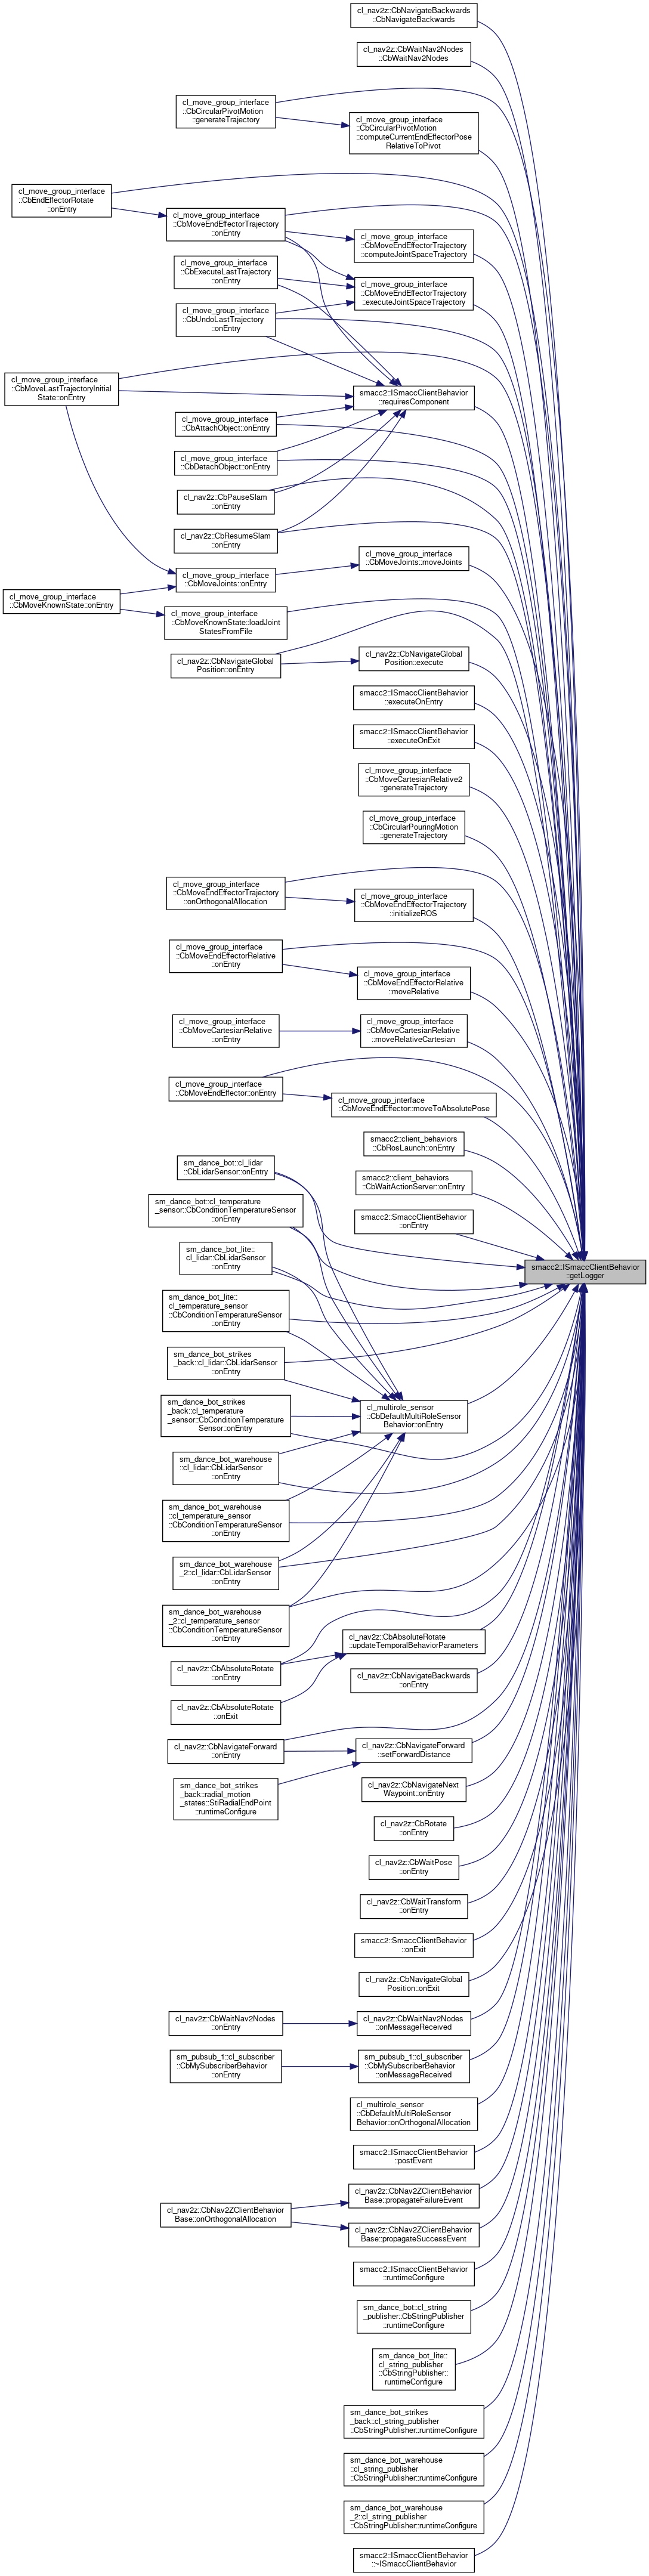 cl_nav2z::CbNavigateBackwards
::CbNavigateBackwards
cl_nav2z::CbWaitNav2Nodes
::CbWaitNav2Nodes
cl_move_group_interface
::CbCircularPivotMotion
::generateTrajectory
cl_move_group_interface
::CbCircularPivotMotion
::computeCurrentEndEffectorPose
RelativeToPivot
cl_move_group_interface
::CbEndEffectorRotate
::onEntry
cl_move_group_interface
::CbMoveEndEffectorTrajectory
::onEntry
cl_move_group_interface
::CbMoveEndEffectorTrajectory
::computeJointSpaceTrajectory
cl_move_group_interface
::CbExecuteLastTrajectory
::onEntry
cl_move_group_interface
::CbMoveEndEffectorTrajectory
::executeJointSpaceTrajectory
cl_move_group_interface
::CbUndoLastTrajectory
::onEntry
cl_move_group_interface
::CbMoveLastTrajectoryInitial
State::onEntry
smacc2::ISmaccClientBehavior
::requiresComponent
cl_move_group_interface
::CbAttachObject::onEntry
cl_move_group_interface
::CbDetachObject::onEntry
cl_nav2z::CbPauseSlam
::onEntry
cl_nav2z::CbResumeSlam
::onEntry
cl_move_group_interface
::CbMoveJoints::moveJoints
cl_move_group_interface
::CbMoveJoints::onEntry
cl_move_group_interface
::CbMoveKnownState::onEntry
cl_move_group_interface
::CbMoveKnownState::loadJoint
StatesFromFile
cl_nav2z::CbNavigateGlobal
Position::onEntry
cl_nav2z::CbNavigateGlobal
Position::execute
smacc2::ISmaccClientBehavior
::executeOnEntry
smacc2::ISmaccClientBehavior
::executeOnExit
cl_move_group_interface
::CbMoveCartesianRelative2
::generateTrajectory
cl_move_group_interface
::CbCircularPouringMotion
::generateTrajectory
cl_move_group_interface
::CbMoveEndEffectorTrajectory
::onOrthogonalAllocation
cl_move_group_interface
::CbMoveEndEffectorTrajectory
::initializeROS
cl_move_group_interface
::CbMoveEndEffectorRelative
::onEntry
cl_move_group_interface
::CbMoveEndEffectorRelative
::moveRelative
cl_move_group_interface
::CbMoveCartesianRelative
::onEntry
cl_move_group_interface
::CbMoveCartesianRelative
::moveRelativeCartesian
cl_move_group_interface
::CbMoveEndEffector::onEntry
cl_move_group_interface
::CbMoveEndEffector::moveToAbsolutePose
smacc2::client_behaviors
::CbRosLaunch::onEntry
sm_dance_bot::cl_lidar
::CbLidarSensor::onEntry
smacc2::client_behaviors
::CbWaitActionServer::onEntry
sm_dance_bot::cl_temperature
_sensor::CbConditionTemperatureSensor
::onEntry
smacc2::SmaccClientBehavior
::onEntry
sm_dance_bot_lite::
cl_lidar::CbLidarSensor
::onEntry
smacc2::ISmaccClientBehavior
::getLogger
sm_dance_bot_lite::
cl_temperature_sensor
::CbConditionTemperatureSensor
::onEntry
sm_dance_bot_strikes
_back::cl_lidar::CbLidarSensor
::onEntry
sm_dance_bot_strikes
_back::cl_temperature
_sensor::CbConditionTemperature
Sensor::onEntry
cl_multirole_sensor
::CbDefaultMultiRoleSensor
Behavior::onEntry
sm_dance_bot_warehouse
::cl_lidar::CbLidarSensor
::onEntry
sm_dance_bot_warehouse
::cl_temperature_sensor
::CbConditionTemperatureSensor
::onEntry
sm_dance_bot_warehouse
_2::cl_lidar::CbLidarSensor
::onEntry
sm_dance_bot_warehouse
_2::cl_temperature_sensor
::CbConditionTemperatureSensor
::onEntry
cl_nav2z::CbAbsoluteRotate
::updateTemporalBehaviorParameters
cl_nav2z::CbAbsoluteRotate
::onEntry
cl_nav2z::CbNavigateBackwards
::onEntry
cl_nav2z::CbAbsoluteRotate
::onExit
cl_nav2z::CbNavigateForward
::onEntry
cl_nav2z::CbNavigateForward
::setForwardDistance
sm_dance_bot_strikes
_back::radial_motion
_states::StiRadialEndPoint
::runtimeConfigure
cl_nav2z::CbNavigateNext
Waypoint::onEntry
cl_nav2z::CbRotate
::onEntry
cl_nav2z::CbWaitPose
::onEntry
cl_nav2z::CbWaitTransform
::onEntry
smacc2::SmaccClientBehavior
::onExit
cl_nav2z::CbNavigateGlobal
Position::onExit
cl_nav2z::CbWaitNav2Nodes
::onEntry
cl_nav2z::CbWaitNav2Nodes
::onMessageReceived
sm_pubsub_1::cl_subscriber
::CbMySubscriberBehavior
::onEntry
sm_pubsub_1::cl_subscriber
::CbMySubscriberBehavior
::onMessageReceived
cl_multirole_sensor
::CbDefaultMultiRoleSensor
Behavior::onOrthogonalAllocation
smacc2::ISmaccClientBehavior
::postEvent
cl_nav2z::CbNav2ZClientBehavior
Base::propagateFailureEvent
cl_nav2z::CbNav2ZClientBehavior
Base::onOrthogonalAllocation
cl_nav2z::CbNav2ZClientBehavior
Base::propagateSuccessEvent
smacc2::ISmaccClientBehavior
::runtimeConfigure
sm_dance_bot::cl_string
_publisher::CbStringPublisher
::runtimeConfigure
sm_dance_bot_lite::
cl_string_publisher
::CbStringPublisher::
runtimeConfigure
sm_dance_bot_strikes
_back::cl_string_publisher
::CbStringPublisher::runtimeConfigure
sm_dance_bot_warehouse
::cl_string_publisher
::CbStringPublisher::runtimeConfigure
sm_dance_bot_warehouse
_2::cl_string_publisher
::CbStringPublisher::runtimeConfigure
smacc2::ISmaccClientBehavior
::~ISmaccClientBehavior